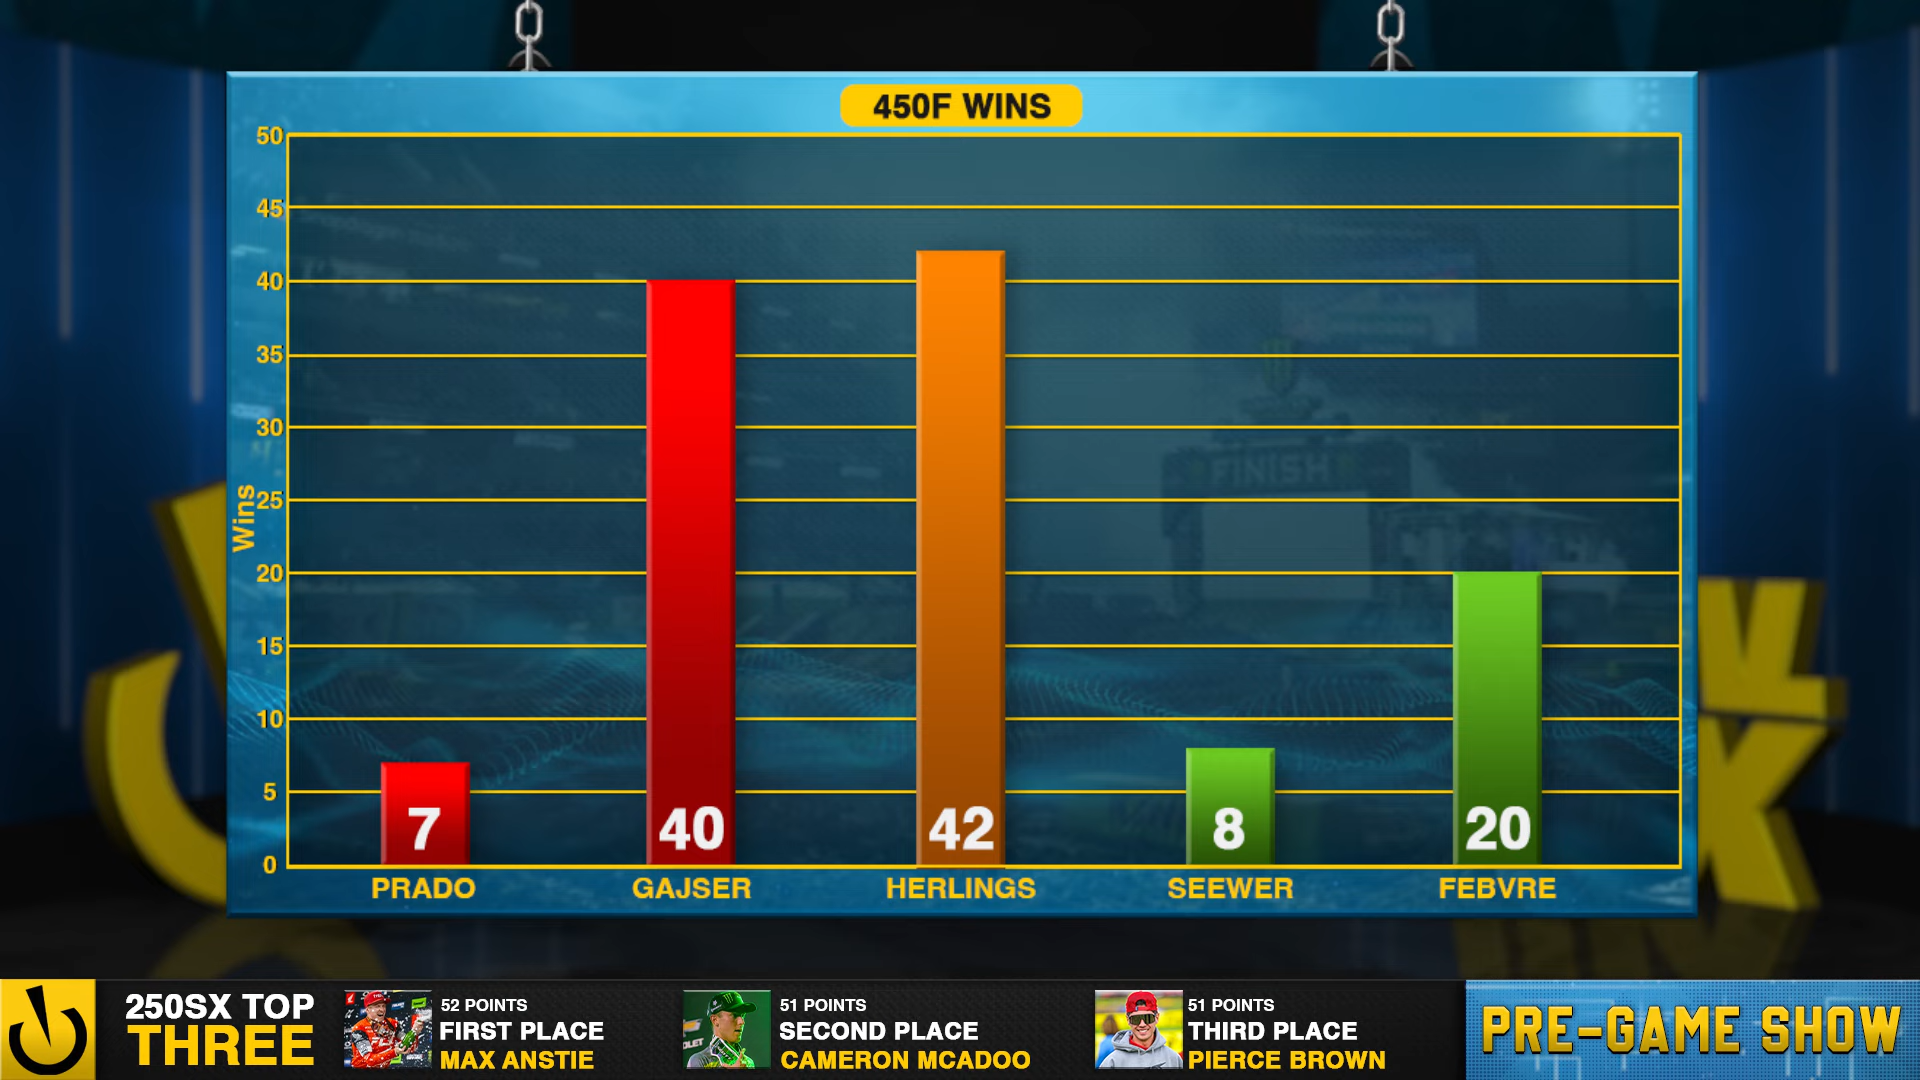 450F WINS
50
45
40
35
30
25
20
15
10
5
0
Wins
FINISH
7
40
42
8
20
PRADO
GAJSER
HERLINGS
SEEWER
FEBVRE
250SX TOP
THREE
52 POINTS
FIRST PLACE
MAX ANSTIE
51 POINTS
SECOND PLACE
CAMERON MCADOO
51 POINTS
THIRD PLACE
PIERCE BROWN
PRE-GAME SHOW